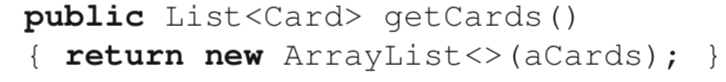 public List<Card> getCards()
{ return new ArrayList<>(aCards); }